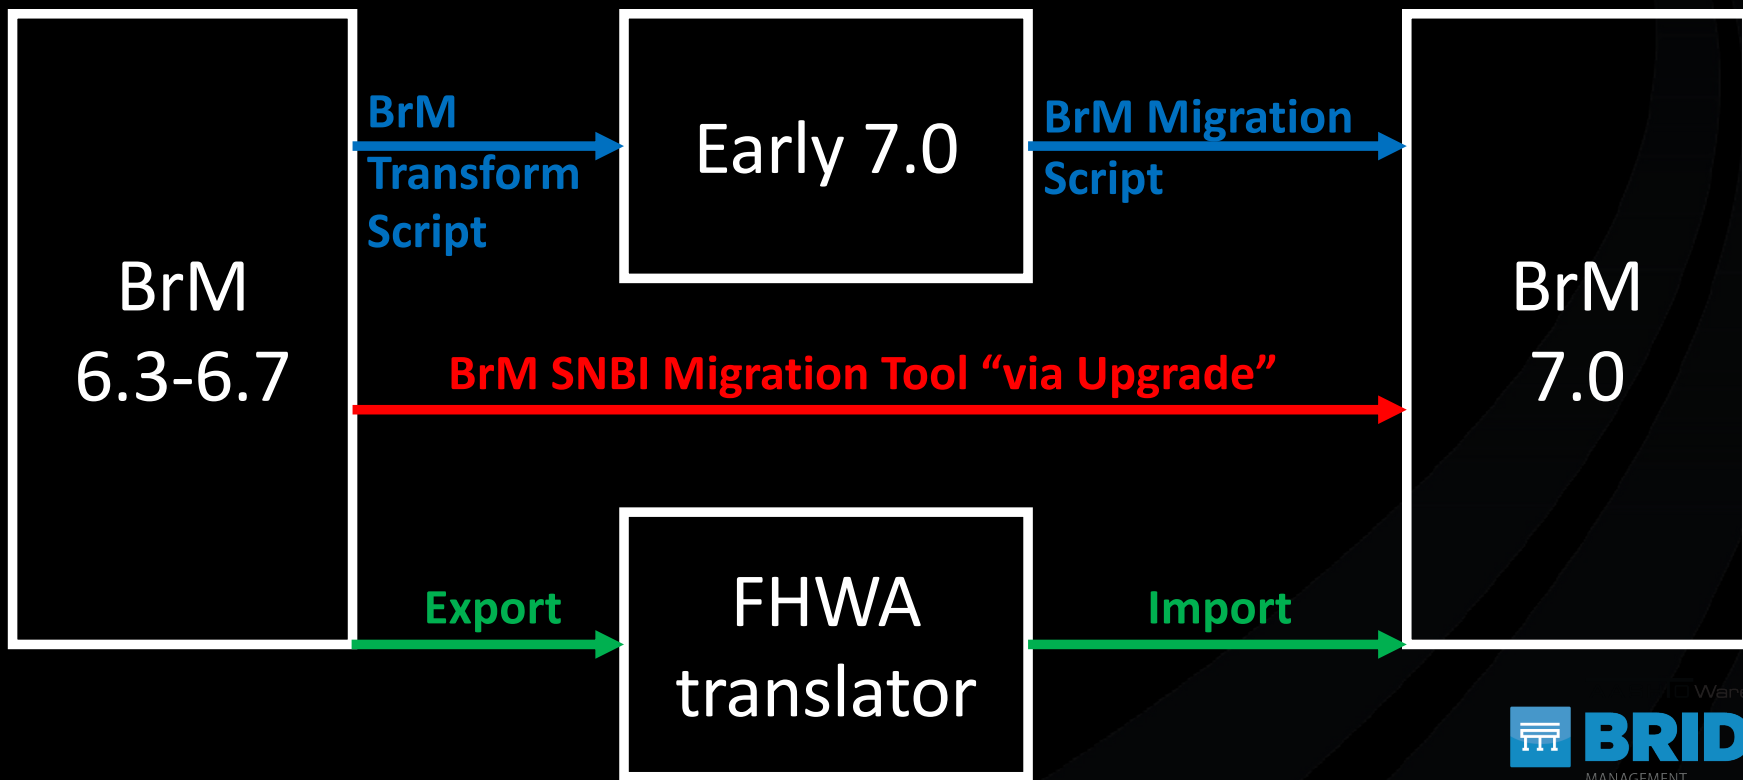 BrM
6.3-6.7
BrM
Transform
Script
Early 7.0
BrM Migration
Script
BrM SNBI Migration Tool “via Upgrade”
Export
FHWA
translator
Import
BrM
7.0
BRID
MANAGEMENT